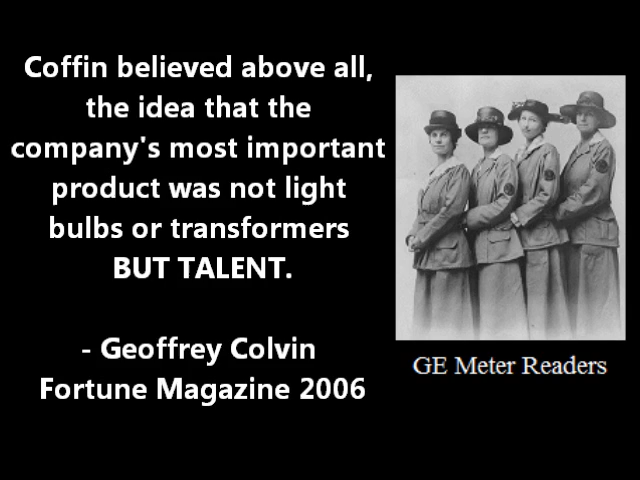 Coffin believed above all,
the idea that the
company's most important
product was not light
bulbs or transformers
BUT TALENT.
- Geoffrey Colvin
Fortune Magazine 2006
GE Meter Readers